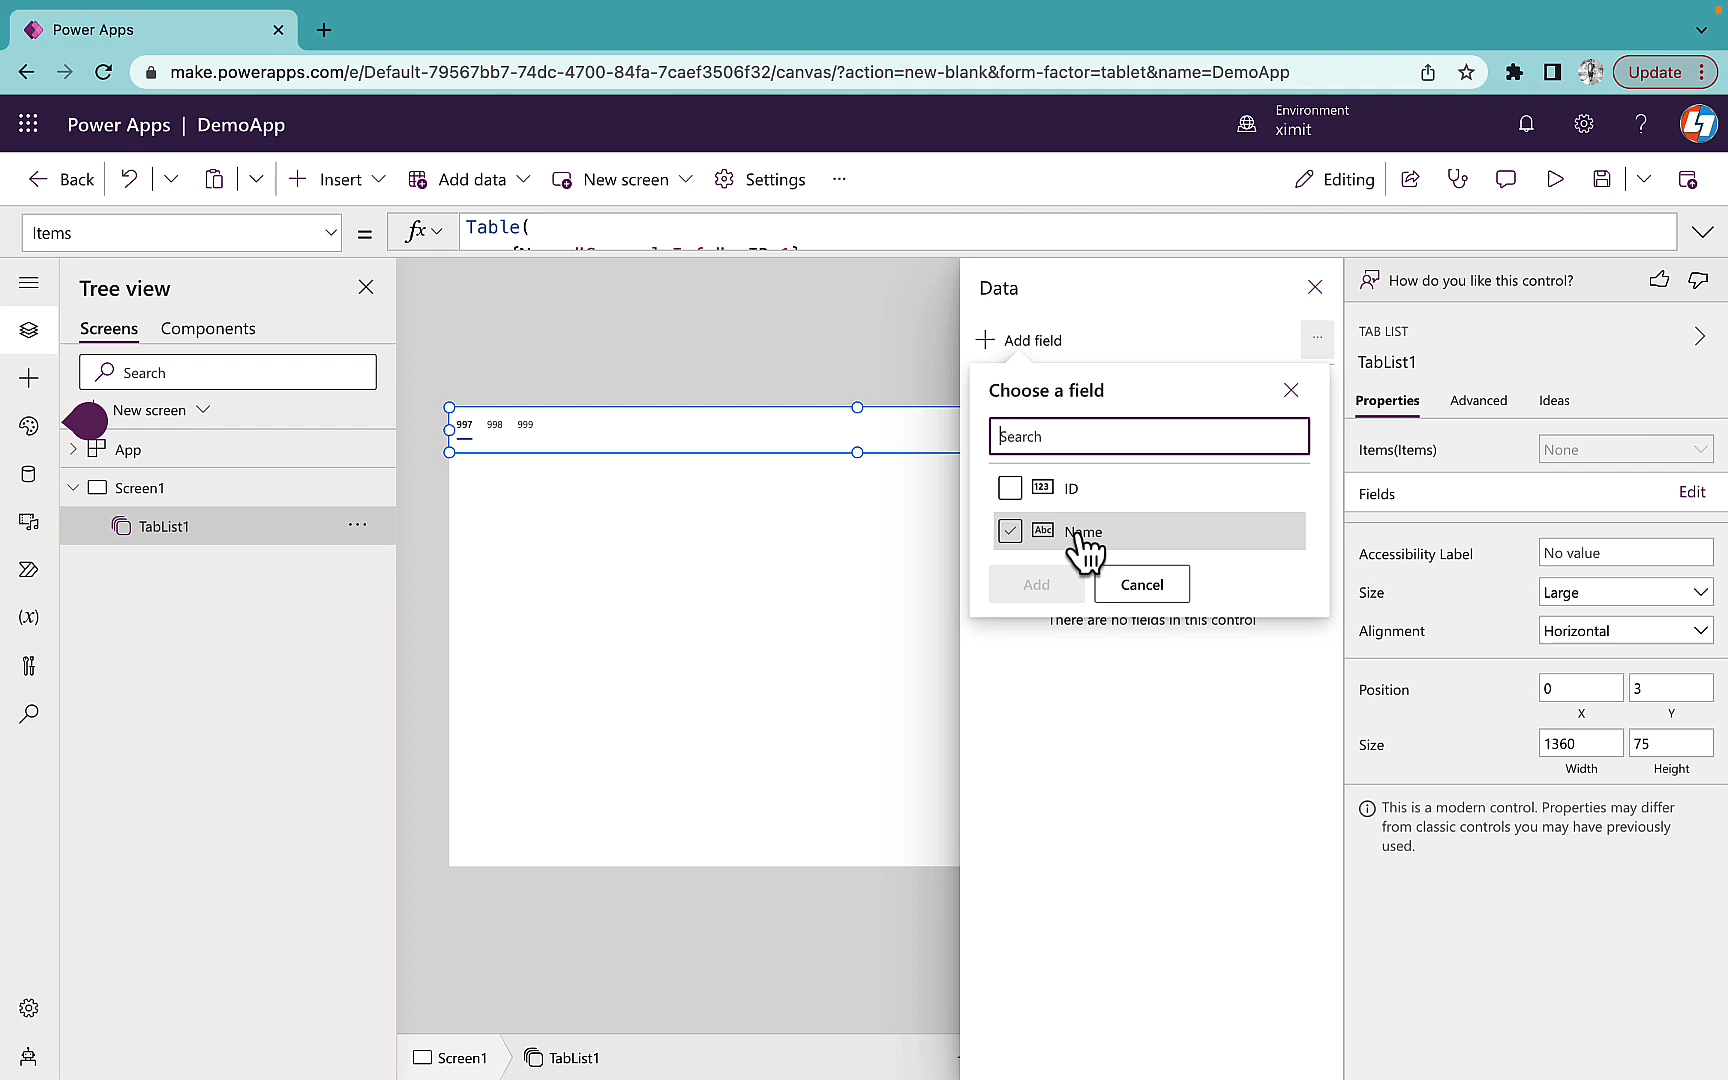 Power Apps
make.powerapps.com/e/Default-79567bb7-74dc-4700-84fa-7caef3506f32/canvas/?action=new-blank&form-factor=tablet&name=DemoApp
Update
Power Apps | DemoApp
Environment
ximit
Back
Insert
Add data
New screen
Settings
Editing
Items
=
fx
Table(
Tree view
Screens
Components
Search
New screen
App
Screen1
TabList1
997 998 999
Data
Add field
Choose a field
Search
123 ID
Abc Name
Add
Cancel
There are no fields in this control
How do you like this control?
TAB LIST
TabList1
Properties
Advanced
Ideas
Items(Items)
None
Fields
Edit
Accessibility Label
No value
Size
Large
Alignment
Horizontal
Position
0
3
X
Y
Size
1360
75
Width
Height
This is a modern control. Properties may differ
from classic controls you may have previously
used.
Screen1
TabList1
(x)